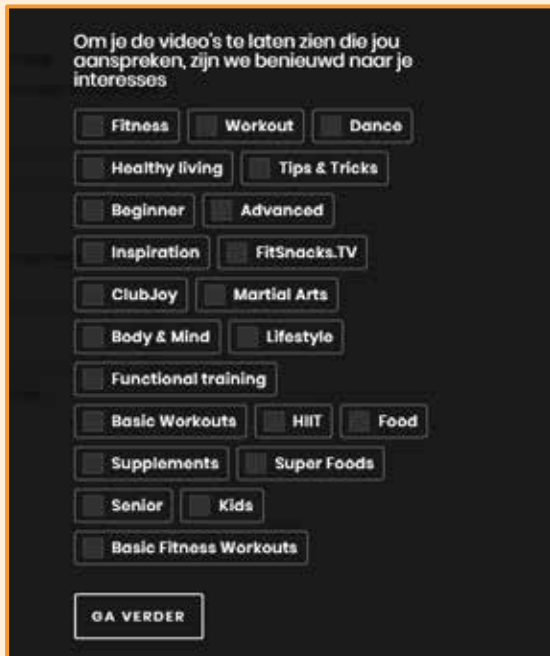 Om je de video's te laten zien die jou
aanspreken, zijn we benieuwd naar je
interesses
Fitness Workout Dance
Healthy living Tips & Tricks
Beginner Advanced
Inspiration FitSnacks.TV
ClubJoy Martial Arts
Body & Mind Lifestyle
Functional training
Basic Workouts HIIT Food
Supplements Super Foods
Senior Kids
Basic Fitness Workouts
GA VERDER